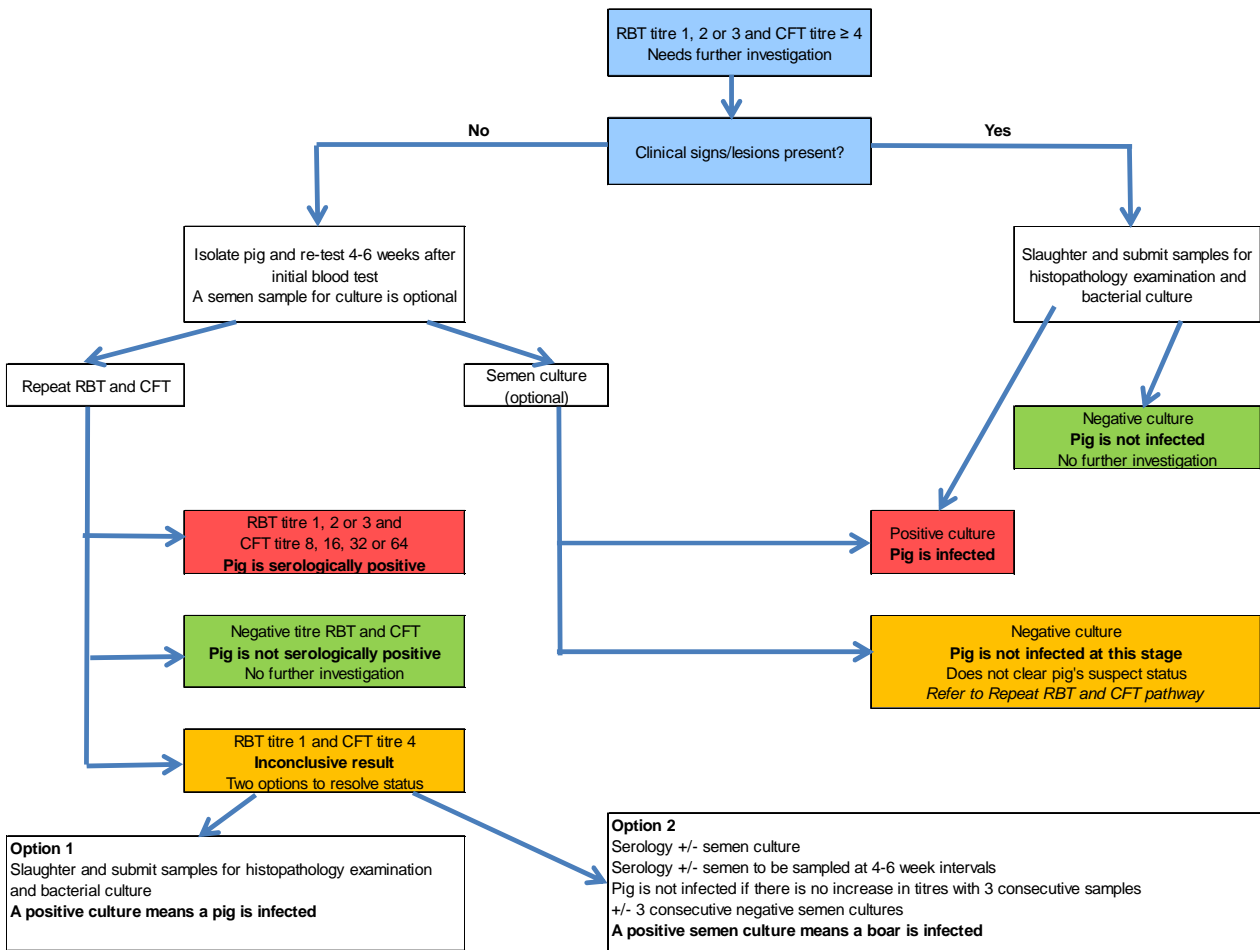 RBT titre 1, 2 or 3 and CFT titre ≥ 4
Needs further investigation
No
Yes
Clinical signs/lesions present?
Isolate pig and re-test 4-6 weeks after
initial blood test
A semen sample for culture is optional
Slaughter and submit samples for
histopathology examination and
bacterial culture
Repeat RBT and CFT
Semen culture
(optional)
Negative culture
Pig is not infected
No further investigation
RBT titre 1, 2 or 3 and
CFT titre 8, 16, 32 or 64
Pig is serologically positive
Positive culture
Pig is infected
Negative titre RBT and CFT
Pig is not serologically positive
No further investigation
Negative culture
Pig is not infected at this stage
Does not clear pig's suspect status
Refer to Repeat RBT and CFT pathway
RBT titre 1 and CFT titre 4
Inconclusive result
Two options to resolve status
Option 1
Slaughter and submit samples for histopathology examination
and bacterial culture
A positive culture means a pig is infected
Option 2
Serology +/- semen culture
Serology +/- semen to be sampled at 4-6 week intervals
Pig is not infected if there is no increase in titres with 3 consecutive samples
+/- 3 consecutive negative semen cultures
A positive semen culture means a boar is infected